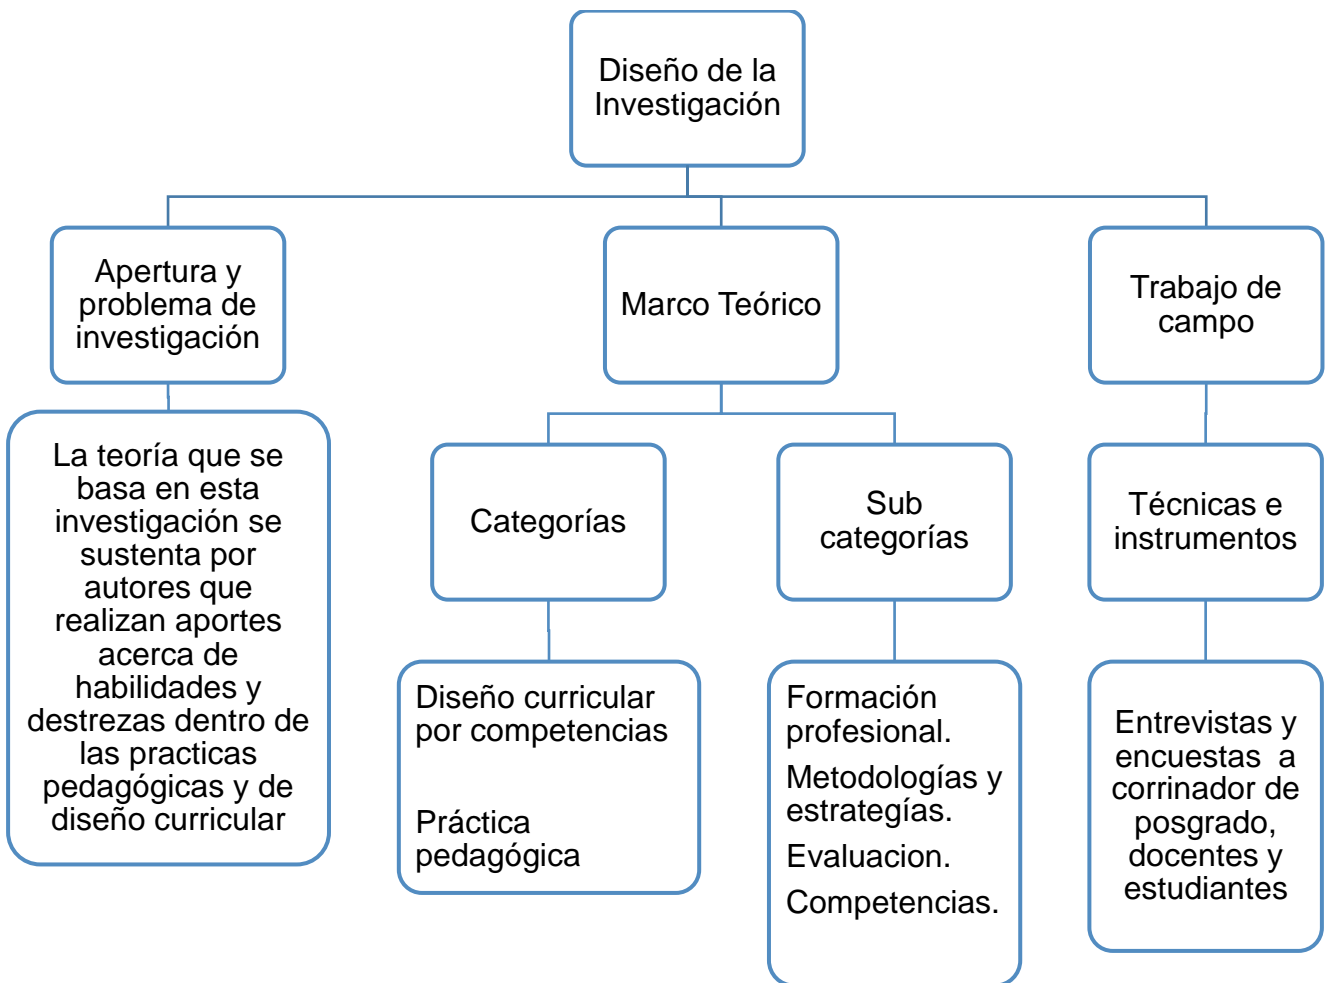 Diseño de la
Investigación
Apertura y
problema de
investigación
Marco Teórico
Trabajo de
campo
La teoría que se
basa en esta
investigación se
sustenta por
autores que
realizan aportes
acerca de
habilidades y
destrezas dentro de
las practicas
pedagógicas y de
diseño curricular
Categorías
Sub
categorías
Técnicas e
instrumentos
Diseño curricular
por competencias
Práctica
pedagógica
Formación
profesional.
Metodologías y
estrategías.
Evaluacion.
Competencias.
Entrevistas y
encuestas  a
corrinador de
posgrado,
docentes y
estudiantes